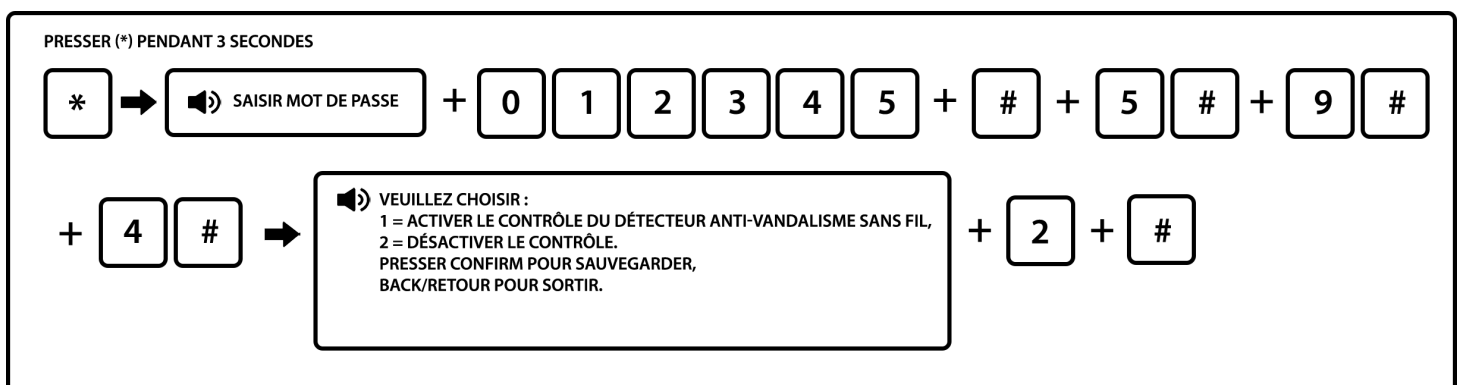 PRESSER (*) PENDANT 3 SECONDES
* SAISIR MOT DE PASSE + 0 1 2 3 4 5 + # + 5 # + 9 #
+ 4 # VEUILLEZ CHOISIR :
1 = ACTIVER LE CONTRÔLE DU DÉTECTEUR ANTI-VANDALISME SANS FIL,
2 = DÉSACTIVER LE CONTRÔLE.
PRESSER CONFIRM POUR SAUVEGARDER,
BACK/RETOUR POUR SORTIR.
+ 2 + #